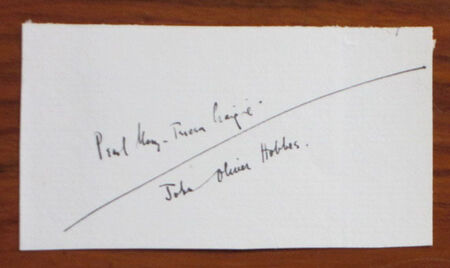 Pearl Mary-Teresa Craigie.
John Oliver Hobbes.